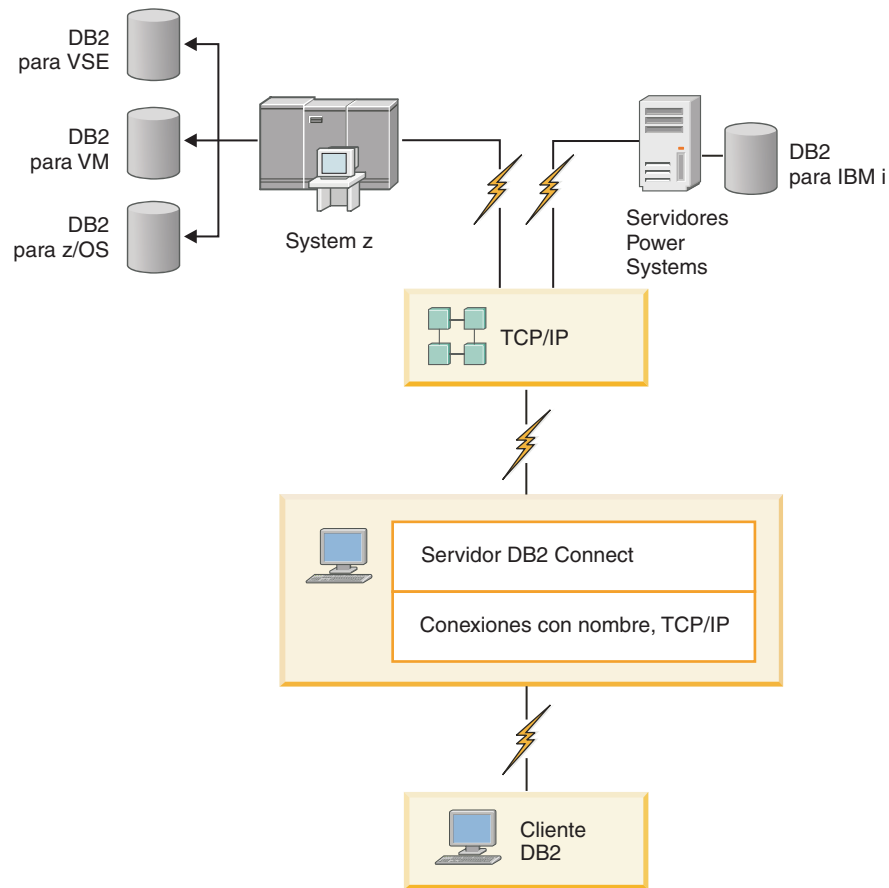 DB2
para VSE
DB2
para VM
DB2
para z/OS
System z
Servidores
Power
Systems
DB2
para IBM i
TCP/IP
Servidor DB2 Connect
Conexiones con nombre, TCP/IP
Cliente
DB2